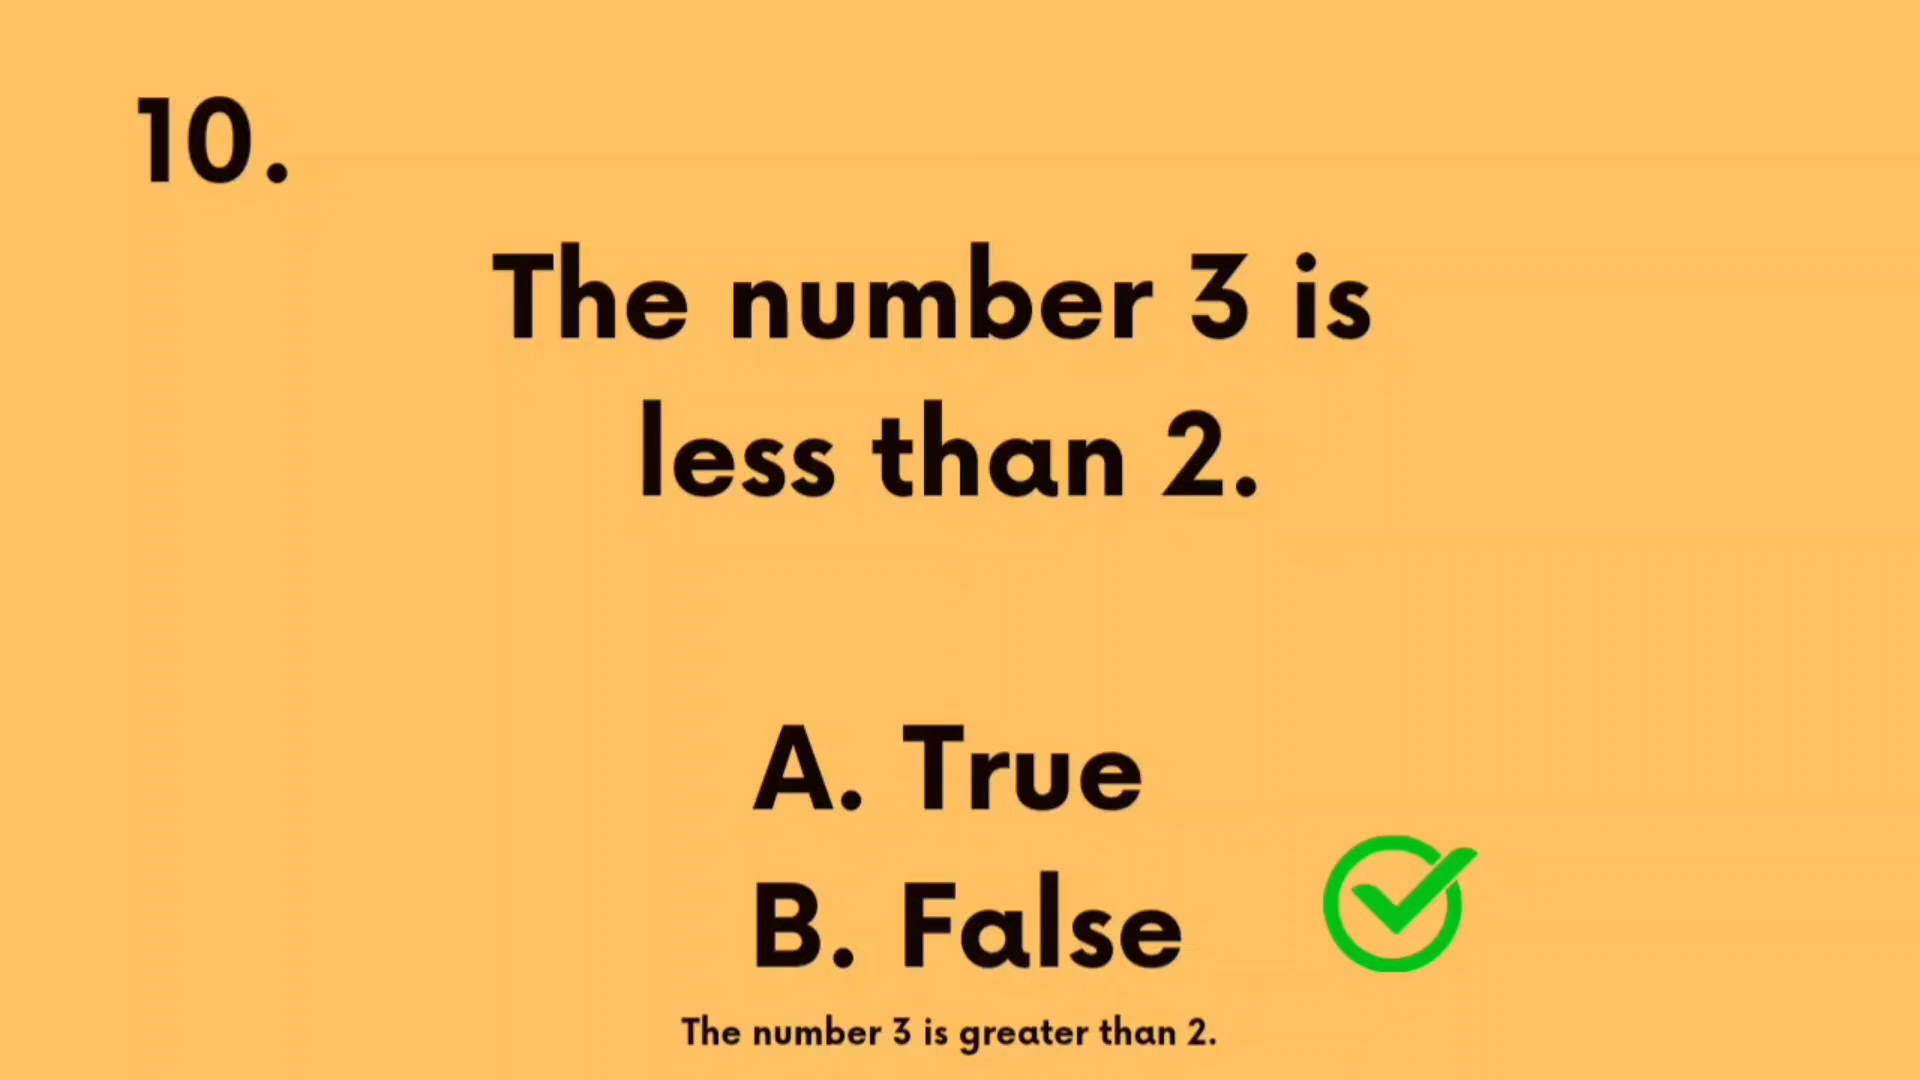 10.
The number 3 is
less than 2.
A. True
B. False
The number 3 is greater than 2.